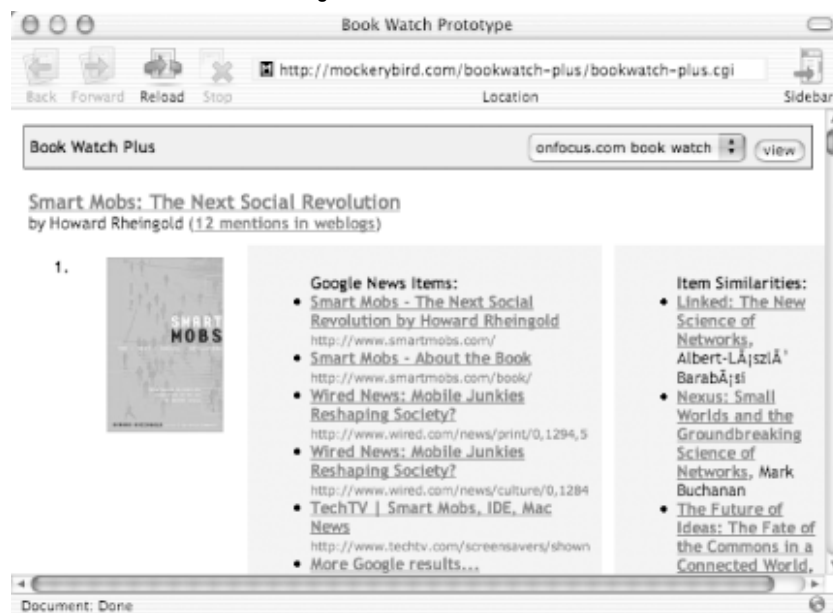 Book Watch Prototype
http://mockerybird.com/bookwatch-plus/bookwatch-plus.cgi
Back Forward Reload Stop Location Sidebar
Book Watch Plus onfocus.com book watch view
Smart Mobs: The Next Social Revolution
by Howard Rheingold (12 mentions in weblogs)
1.
SMART
MOBS
HOWARD RHEINGOLD
Google News Items:
Smart Mobs - The Next Social
Revolution by Howard Rheingold
http://www.smartmobs.com/
Smart Mobs - About the Book
http://www.smartmobs.com/book/
Wired News: Mobile Junkies
Reshaping Society?
http://www.wired.com/news/print/0,1294,5
Wired News: Mobile Junkies
Reshaping Society?
http://www.wired.com/news/culture/0,1284
TechTV | Smart Mobs, IDE, Mac
News
http://www.techtv.com/screensavers/shown
More Google results...
Item Similarities:
Linked: The New
Science of
Networks,
Albert-LÃ¡szlÃ³
BarabÃ¡si
Nexus: Small
Worlds and the
Groundbreaking
Science of
Networks, Mark
Buchanan
The Future of
Ideas: The Fate of
the Commons in a
Connected World,
Document: Done